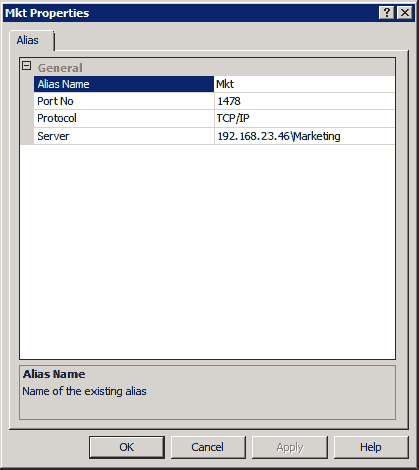 Mkt Properties
Alias
General
Alias Name Mkt
Port No 1478
Protocol TCP/IP
Server 192.168.23.46\Marketing
Alias Name
Name of the existing alias
OK Cancel Apply Help